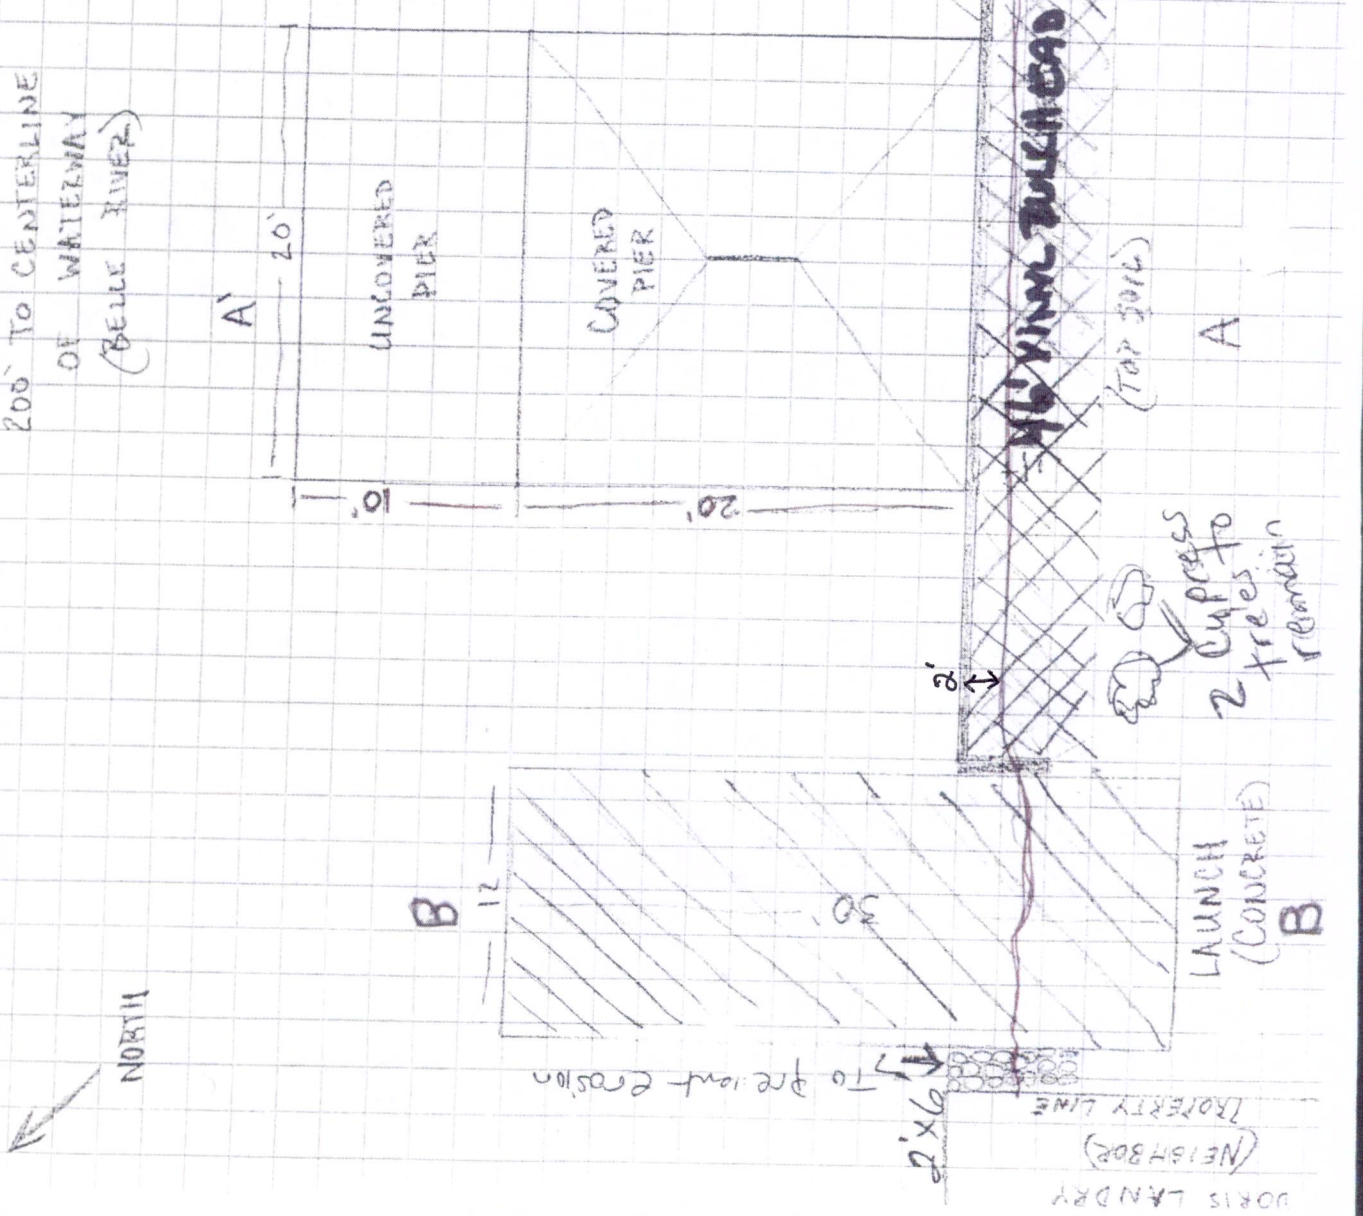 200' TO CENTERLINE
OF WATERWAY
(BELLE RIVER)
A'
20'
UNCOVERED
PIER
COVERED
PIER
10'
20'
VINYL BULKHEAD
(TOP SOIL)
A
2'
2 Cypress
trees to
remain
B
12
30'
LAUNCH
(CONCRETE)
B
NORTH
To prevent erosion
2'x6'
PROPERTY LINE
(NEIGHBOR)
DORIS LANDRY